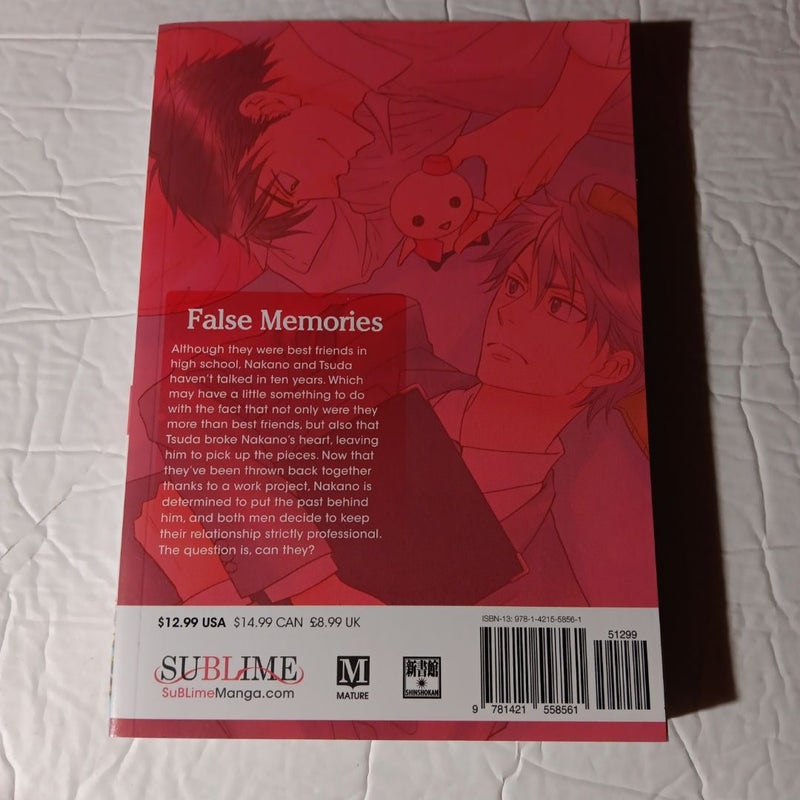 False Memories
Although they were best friends in
high school, Nakano and Tsuda
haven't talked in ten years. Which
may have a little something to do
with the fact that not only were they
more than best friends, but also that
Tsuda broke Nakano's heart, leaving
him to pick up the pieces. Now that
they've been thrown back together
thanks to a work project, Nakano is
determined to put the past behind
him, and both men decide to keep
their relationship strictly professional.
The question is, can they?
$12.99 USA $14.99 CAN £8.99 UK
ISBN-13: 978-1-4215-5856-1
51299
SUBLIME
SuBLimeManga.com
M
MATURE
新書館
SHINSHOKAN
9 781421 558561